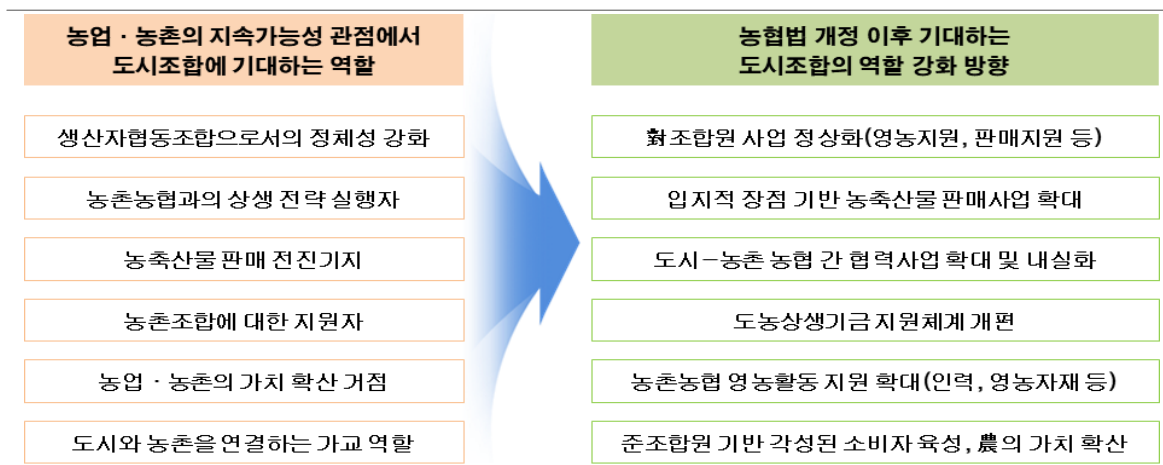 농업 · 농촌의 지속가능성 관점에서
도시조합에 기대하는 역할
생산자협동조합으로서의 정체성 강화
농촌농협과의 상생 전략 실행자
농축산물 판매 전진기지
농촌조합에 대한 지원자
농업 · 농촌의 가치 확산 거점
도시와 농촌을 연결하는 가교 역할
농협법 개정 이후 기대하는
도시조합의 역할 강화 방향
對조합원 사업 정상화(영농지원, 판매지원 등)
입지적 장점 기반 농축산물 판매사업 확대
도시-농촌 농협 간 협력사업 확대 및 내실화
도농상생기금 지원체계 개편
농촌농협 영농활동 지원 확대(인력, 영농자재 등)
준조합원 기반 각성된 소비자 육성, 農의 가치 확산